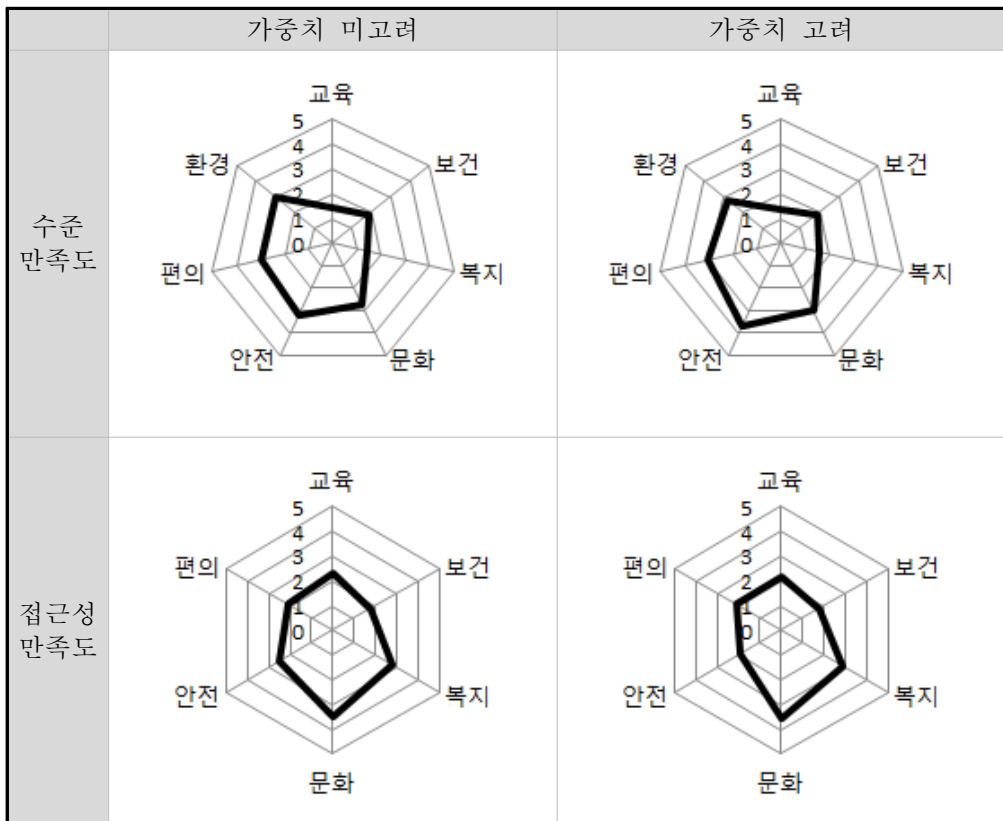 가중치 미고려
가중치 고려
수준
만족도
교육
5
4
3
2
1
0
보건
복지
문화
안전
편의
환경
교육
5
4
3
2
1
0
보건
복지
문화
안전
편의
환경
접근성
만족도
교육
5
4
3
2
1
0
보건
복지
문화
안전
편의
교육
5
4
3
2
1
0
보건
복지
문화
안전
편의